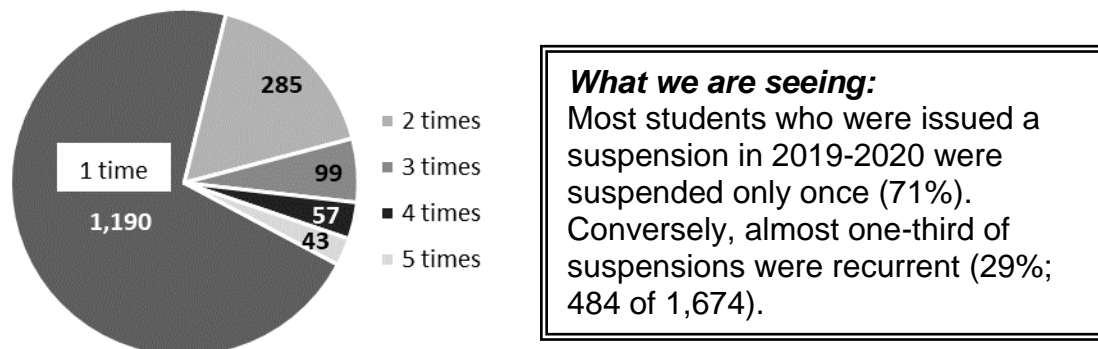 285
99
57
43
1 time
1,190
2 times
3 times
4 times
5 times
What we are seeing:
Most students who were issued a
suspension in 2019-2020 were
suspended only once (71%).
Conversely, almost one-third of
suspensions were recurrent (29%;
484 of 1,674).